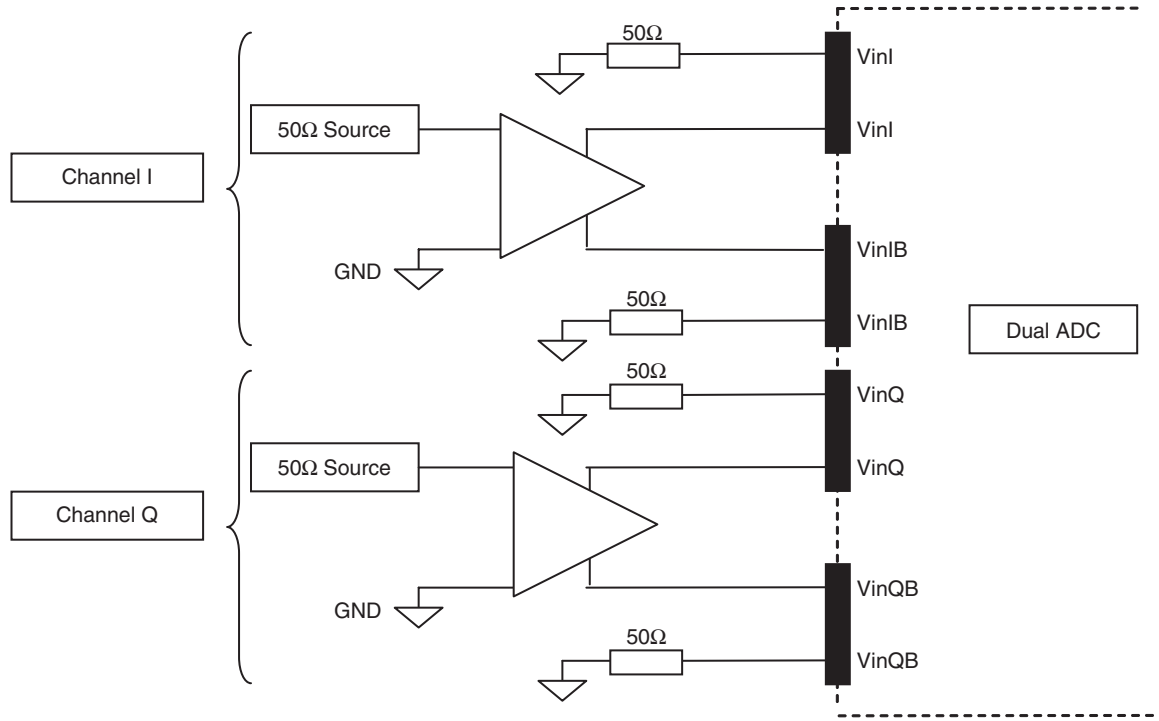 50Ω
VinI
50Ω Source
VinI
Channel I
VinIB
GND
50Ω
VinIB
Dual ADC
50Ω
VinQ
50Ω Source
VinQ
Channel Q
VinQB
GND
50Ω
VinQB